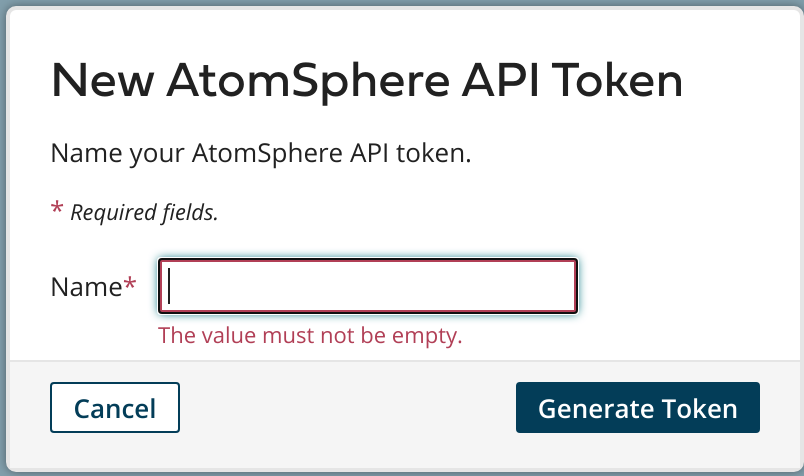 New AtomSphere API Token
Name your AtomSphere API token.
* Required fields.
Name*
The value must not be empty.
Cancel
Generate Token